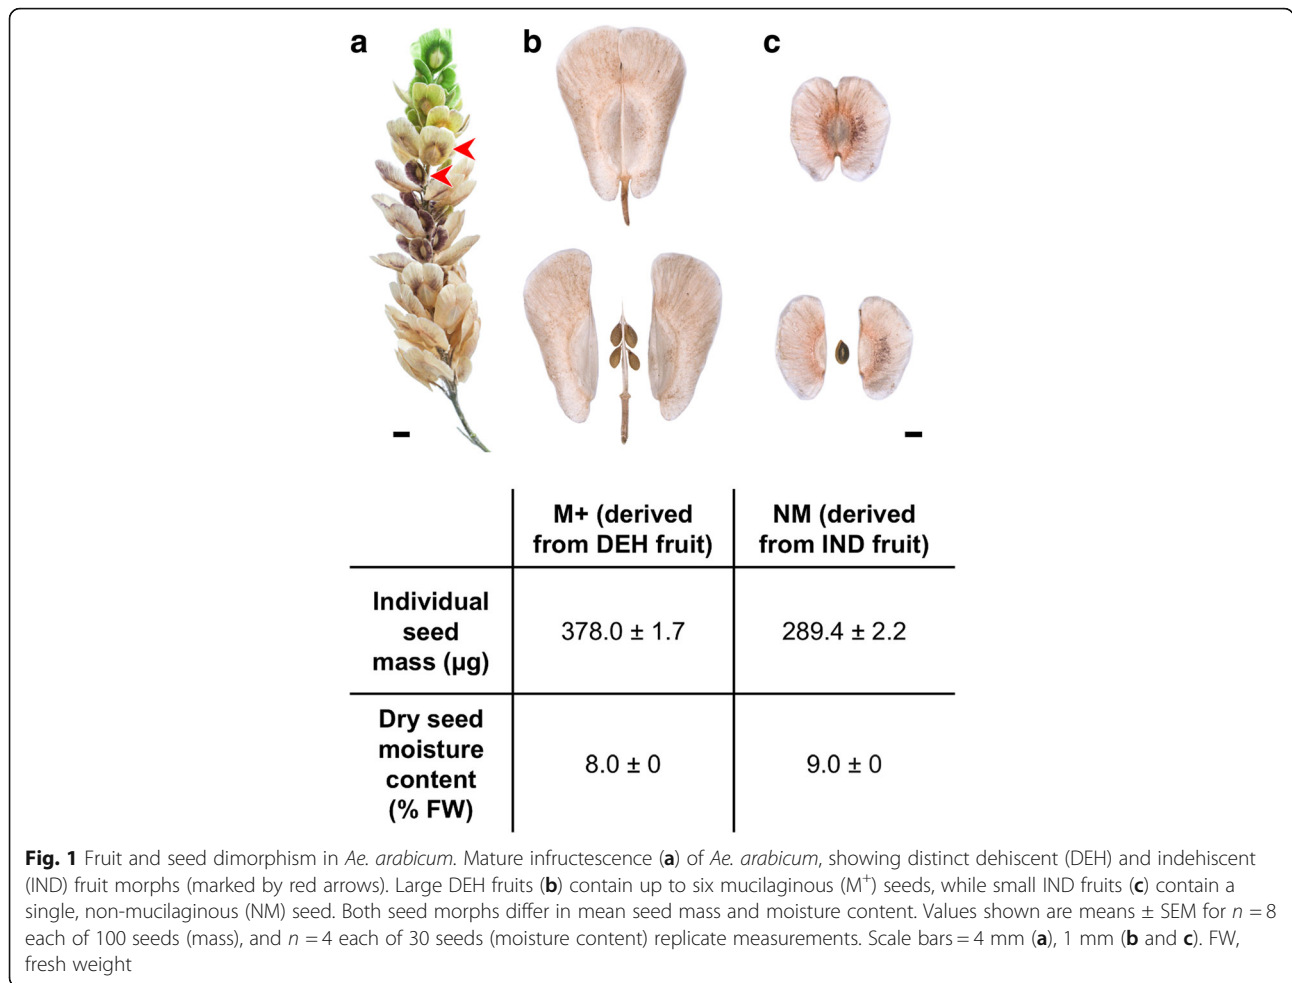 a
b
c
M+ (derived
from DEH fruit)
NM (derived
from IND fruit)
Individual
seed
mass (µg)
378.0 ± 1.7
289.4 ± 2.2
Dry seed
moisture
content
(% FW)
8.0 ± 0
9.0 ± 0
Fig. 1 Fruit and seed dimorphism in Ae. arabicum. Mature infructescence (a) of Ae. arabicum, showing distinct dehiscent (DEH) and indehiscent
(IND) fruit morphs (marked by red arrows). Large DEH fruits (b) contain up to six mucilaginous (M⁺) seeds, while small IND fruits (c) contain a
single, non-mucilaginous (NM) seed. Both seed morphs differ in mean seed mass and moisture content. Values shown are means ± SEM for n = 8
each of 100 seeds (mass), and n = 4 each of 30 seeds (moisture content) replicate measurements. Scale bars = 4 mm (a), 1 mm (b and c). FW,
fresh weight